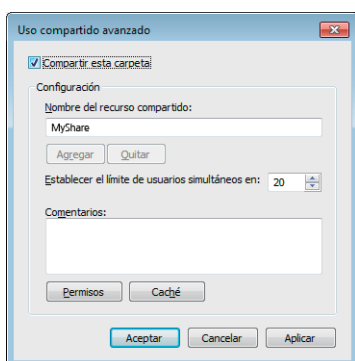 Uso compartido avanzado
Compartir esta carpeta
Configuración
Nombre del recurso compartido:
MyShare
Agregar Quitar
Establecer el límite de usuarios simultáneos en: 20
Comentarios:
Permisos Caché
Aceptar Cancelar Aplicar